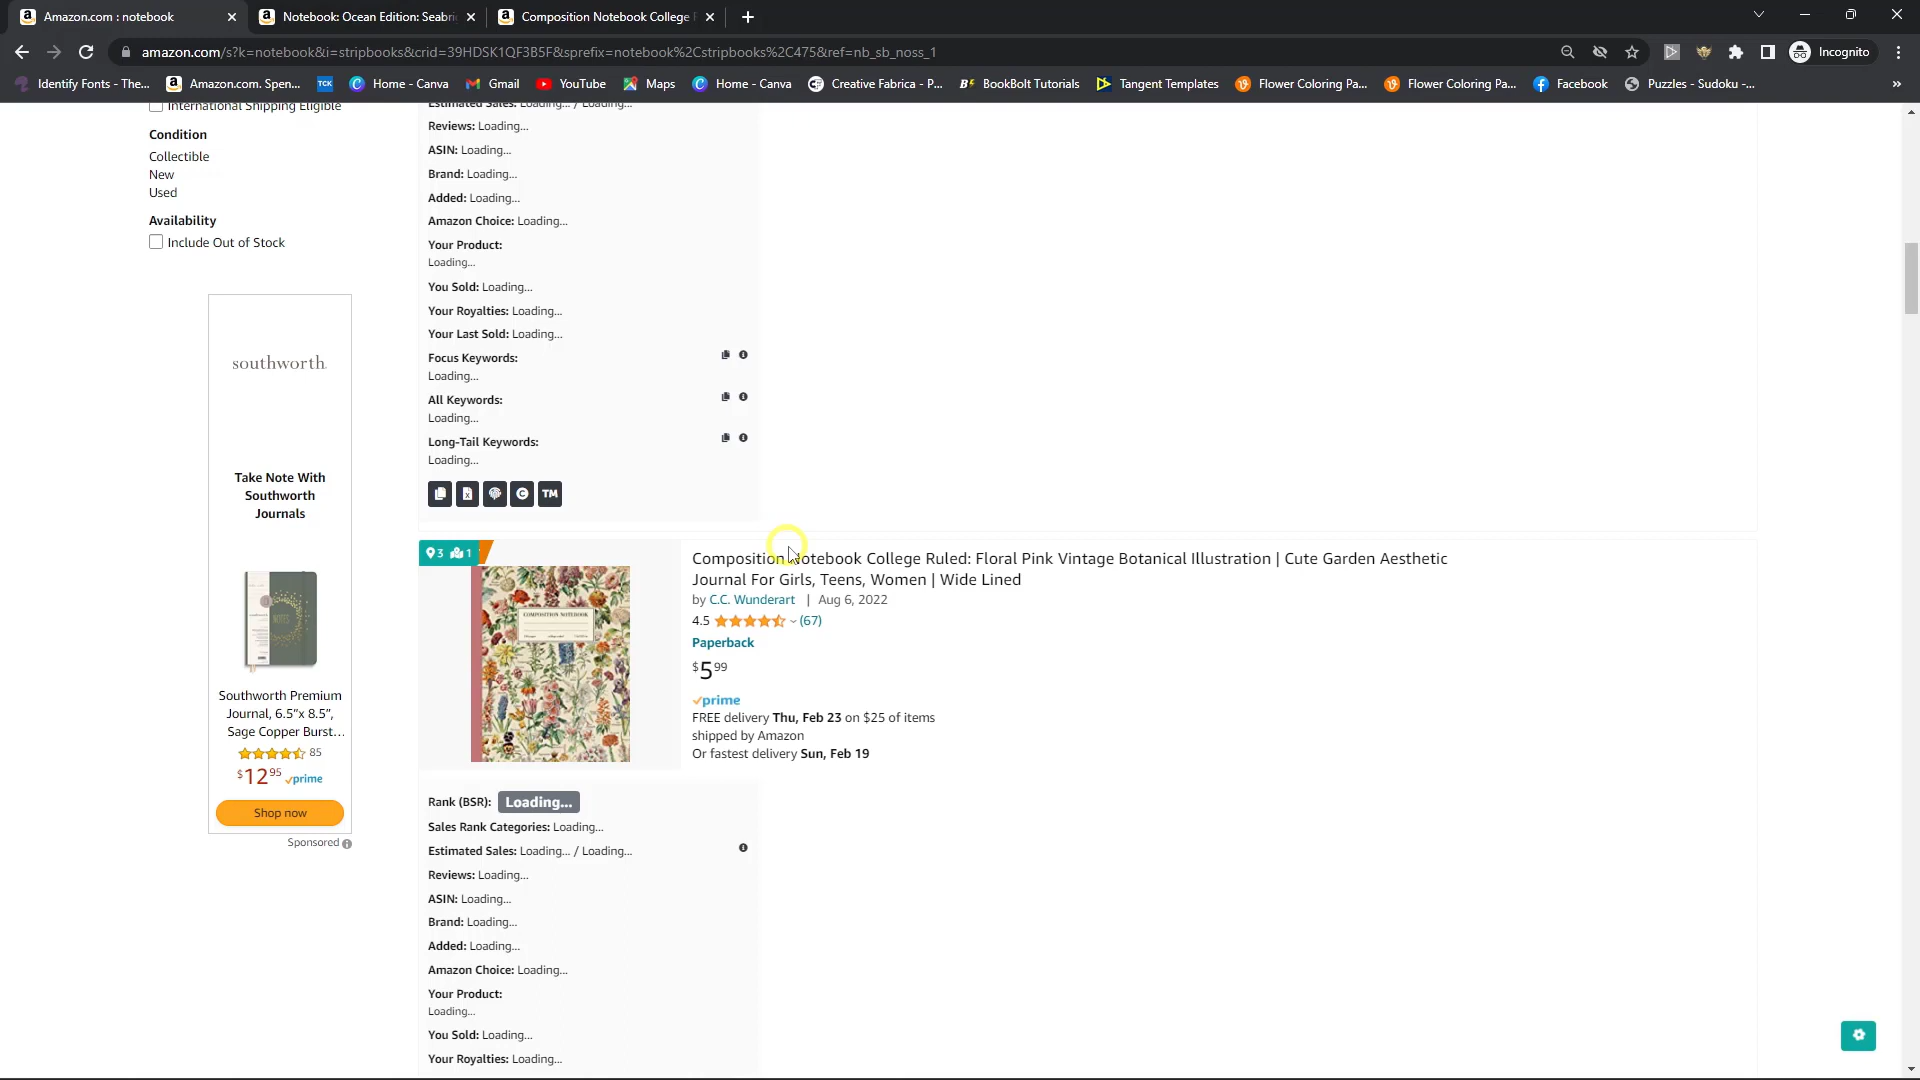 Amazon.com : notebook
Notebook: Ocean Edition: Seabri
Composition Notebook College
amazon.com/s?k=notebook&i=stripbooks&crid=39HDSK1QF3B5F&sprefix=notebook%2Cstripbooks%2C475&ref=nb_sb_noss_1
Incognito
Identify Fonts - The...
Amazon.com. Spen...
TCK
Home - Canva
Gmail
YouTube
Maps
Home - Canva
Creative Fabrica - P...
BookBolt Tutorials
Tangent Templates
Flower Coloring Pa...
Flower Coloring Pa...
Facebook
Puzzles - Sudoku -...
International Shipping Eligible
Condition
Collectible
New
Used
Availability
Include Out of Stock
southworth
Take Note With
Southworth
Journals
NOTES
Southworth Premium
Journal, 6.5"x 8.5",
Sage Copper Burst...
85
$12 95 prime
Shop now
Sponsored
Estimated Sales: Loading... / Loading...
Reviews: Loading...
ASIN: Loading...
Brand: Loading...
Added: Loading...
Amazon Choice: Loading...
Your Product:
Loading...
You Sold: Loading...
Your Royalties: Loading...
Your Last Sold: Loading...
Focus Keywords:
Loading...
All Keywords:
Loading...
Long-Tail Keywords:
Loading...
TM
3 1
COMPOSITION NOTEBOOK
Composition Notebook College Ruled: Floral Pink Vintage Botanical Illustration | Cute Garden Aesthetic
Journal For Girls, Teens, Women | Wide Lined
by C.C. Wunderart | Aug 6, 2022
4.5 (67)
Paperback
$5 99
prime
FREE delivery Thu, Feb 23 on $25 of items
shipped by Amazon
Or fastest delivery Sun, Feb 19
Rank (BSR): Loading...
Sales Rank Categories: Loading...
Estimated Sales: Loading... / Loading...
Reviews: Loading...
ASIN: Loading...
Brand: Loading...
Added: Loading...
Amazon Choice: Loading...
Your Product:
Loading...
You Sold: Loading...
Your Royalties: Loading...